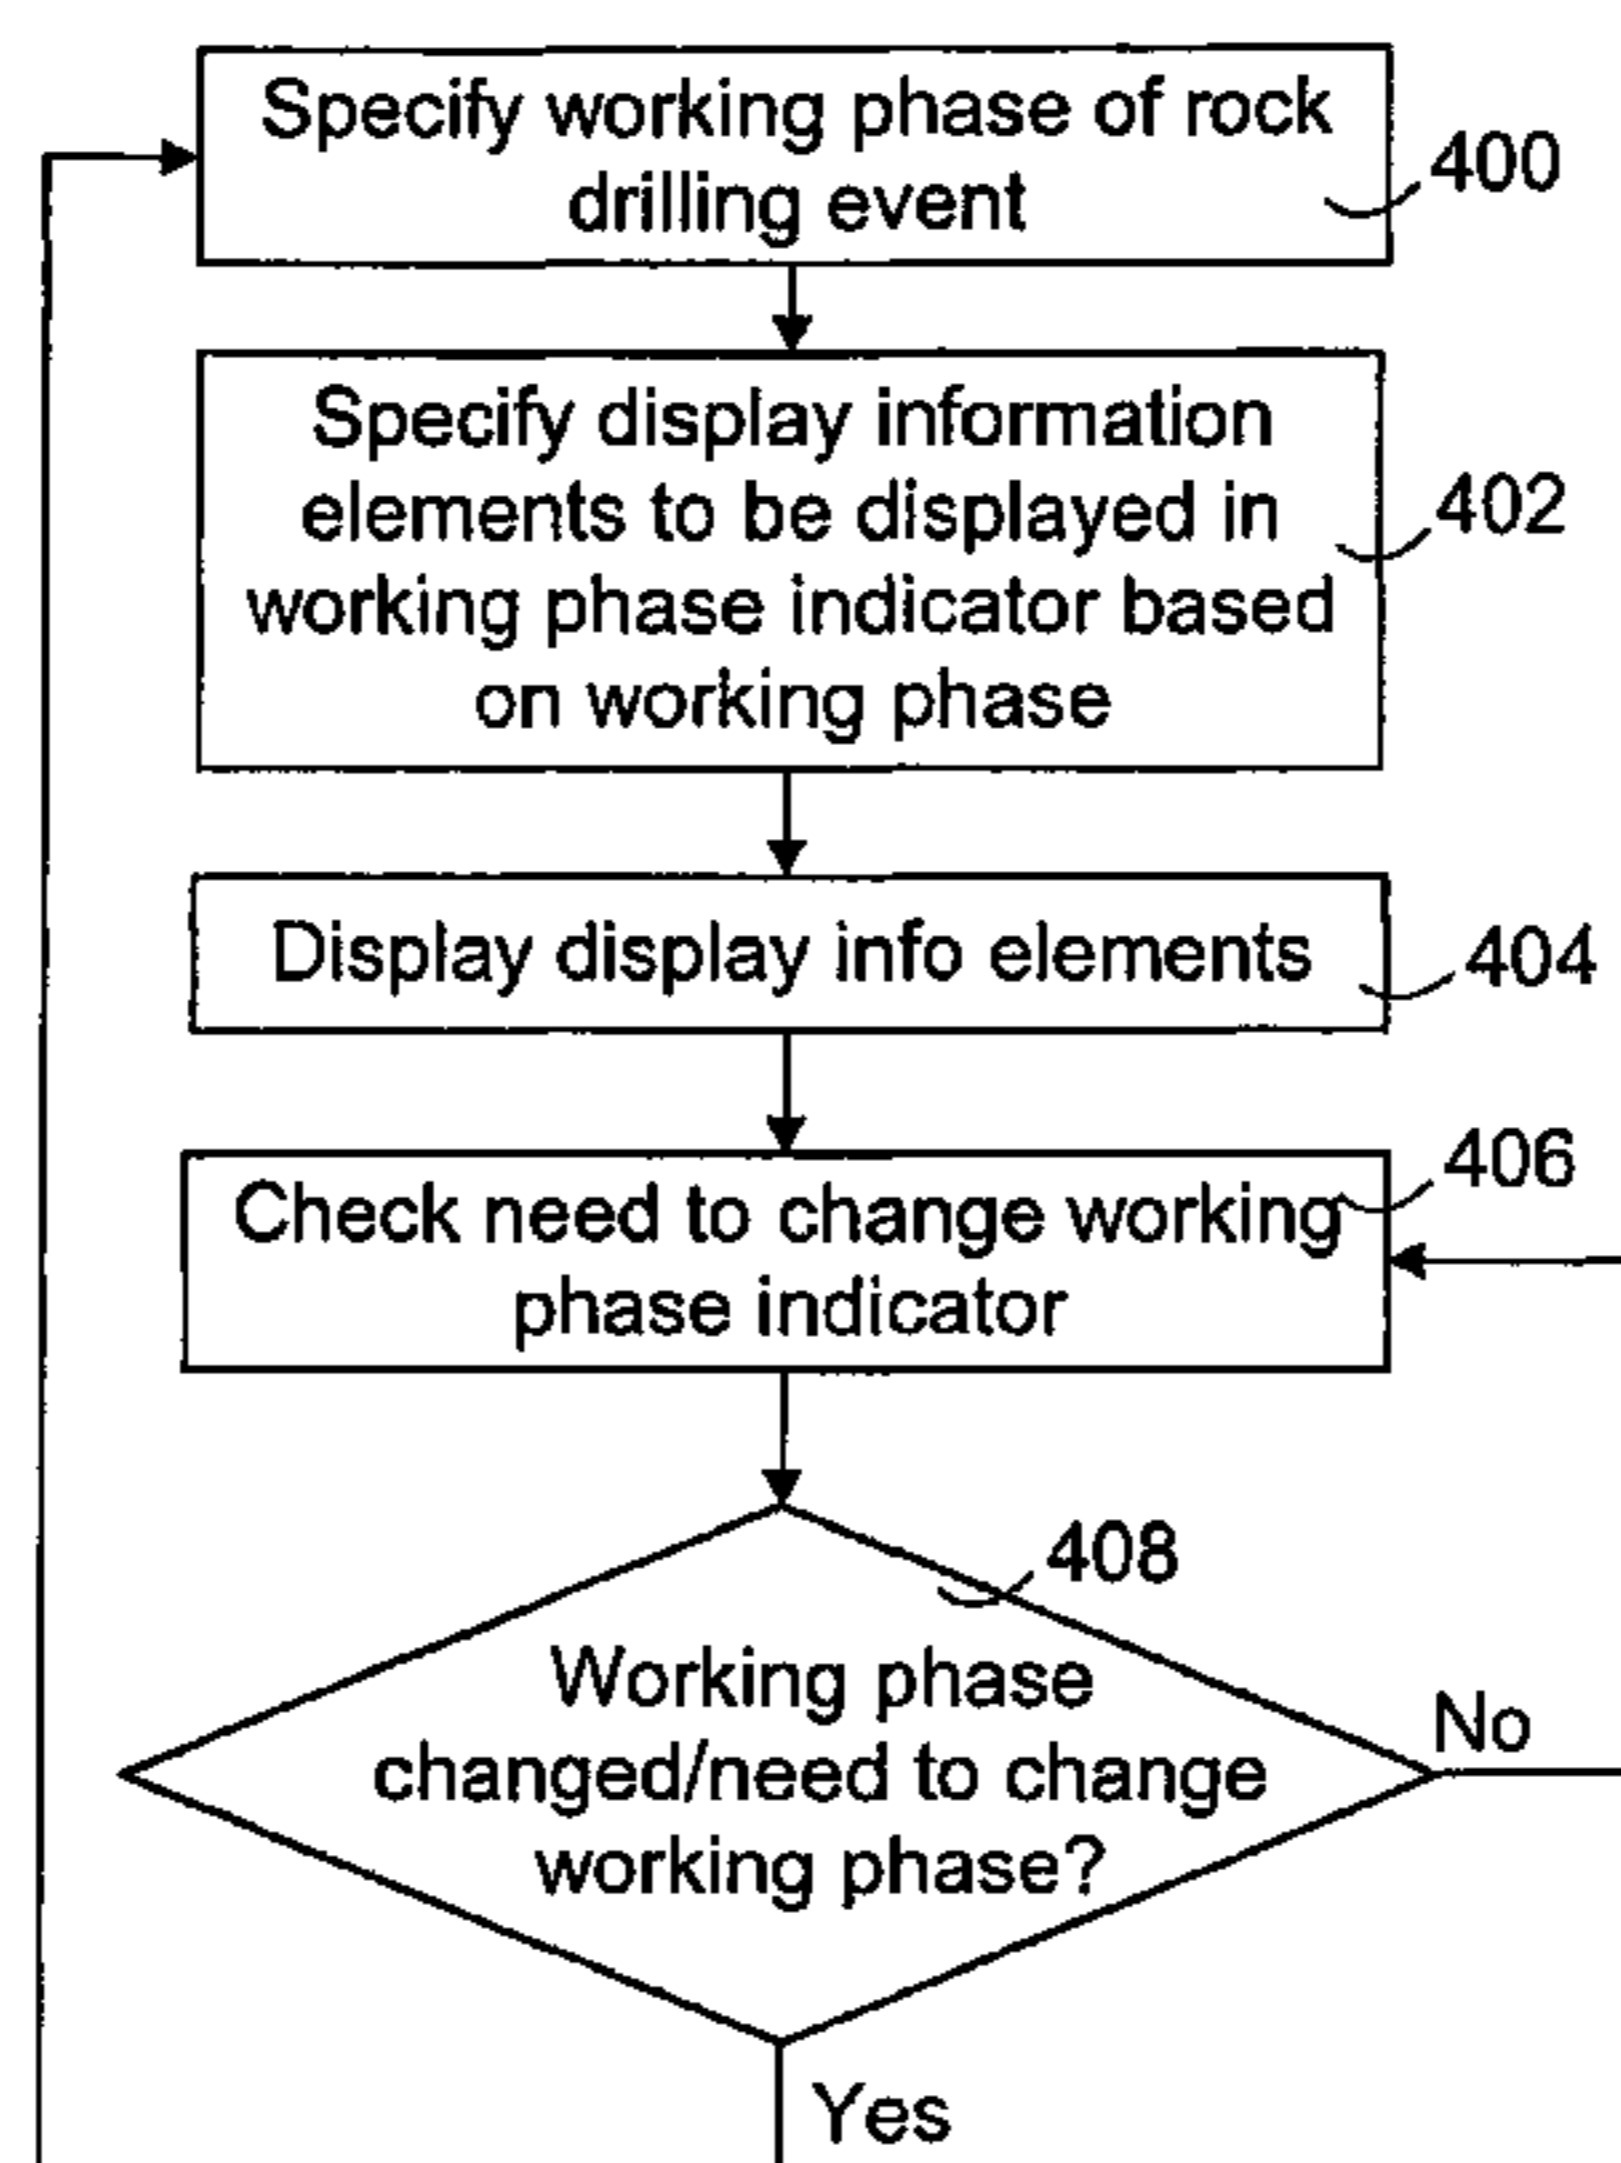 Specify working phase of rock
drilling event
400
Specify display information
elements to be displayed in
working phase indicator based
on working phase
402
Display display info elements
404
Check need to change working
phase indicator
406
408
Working phase
changed/need to change
working phase?
No
Yes